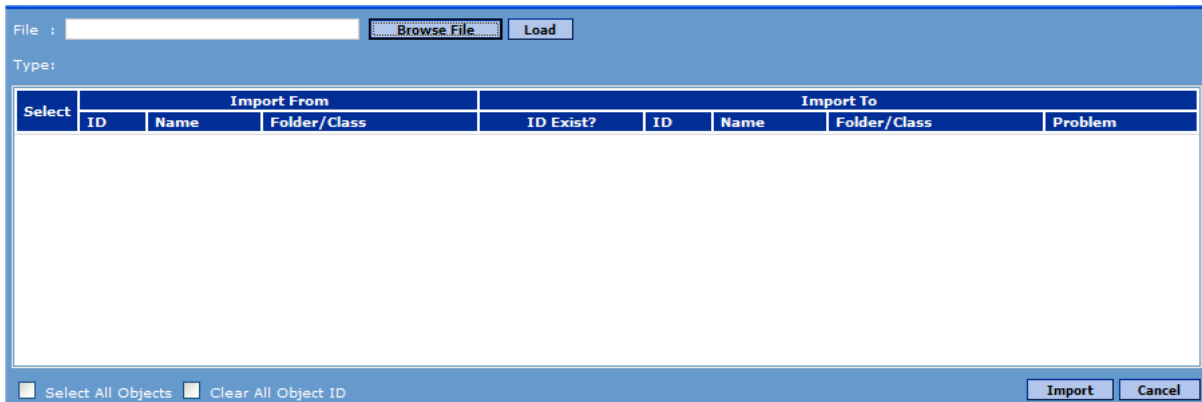 File : Browse File Load
Type:
Select Import From Import To
ID Name Folder/Class ID Exist? ID Name Folder/Class Problem
Select All Objects Clear All Object ID Import Cancel